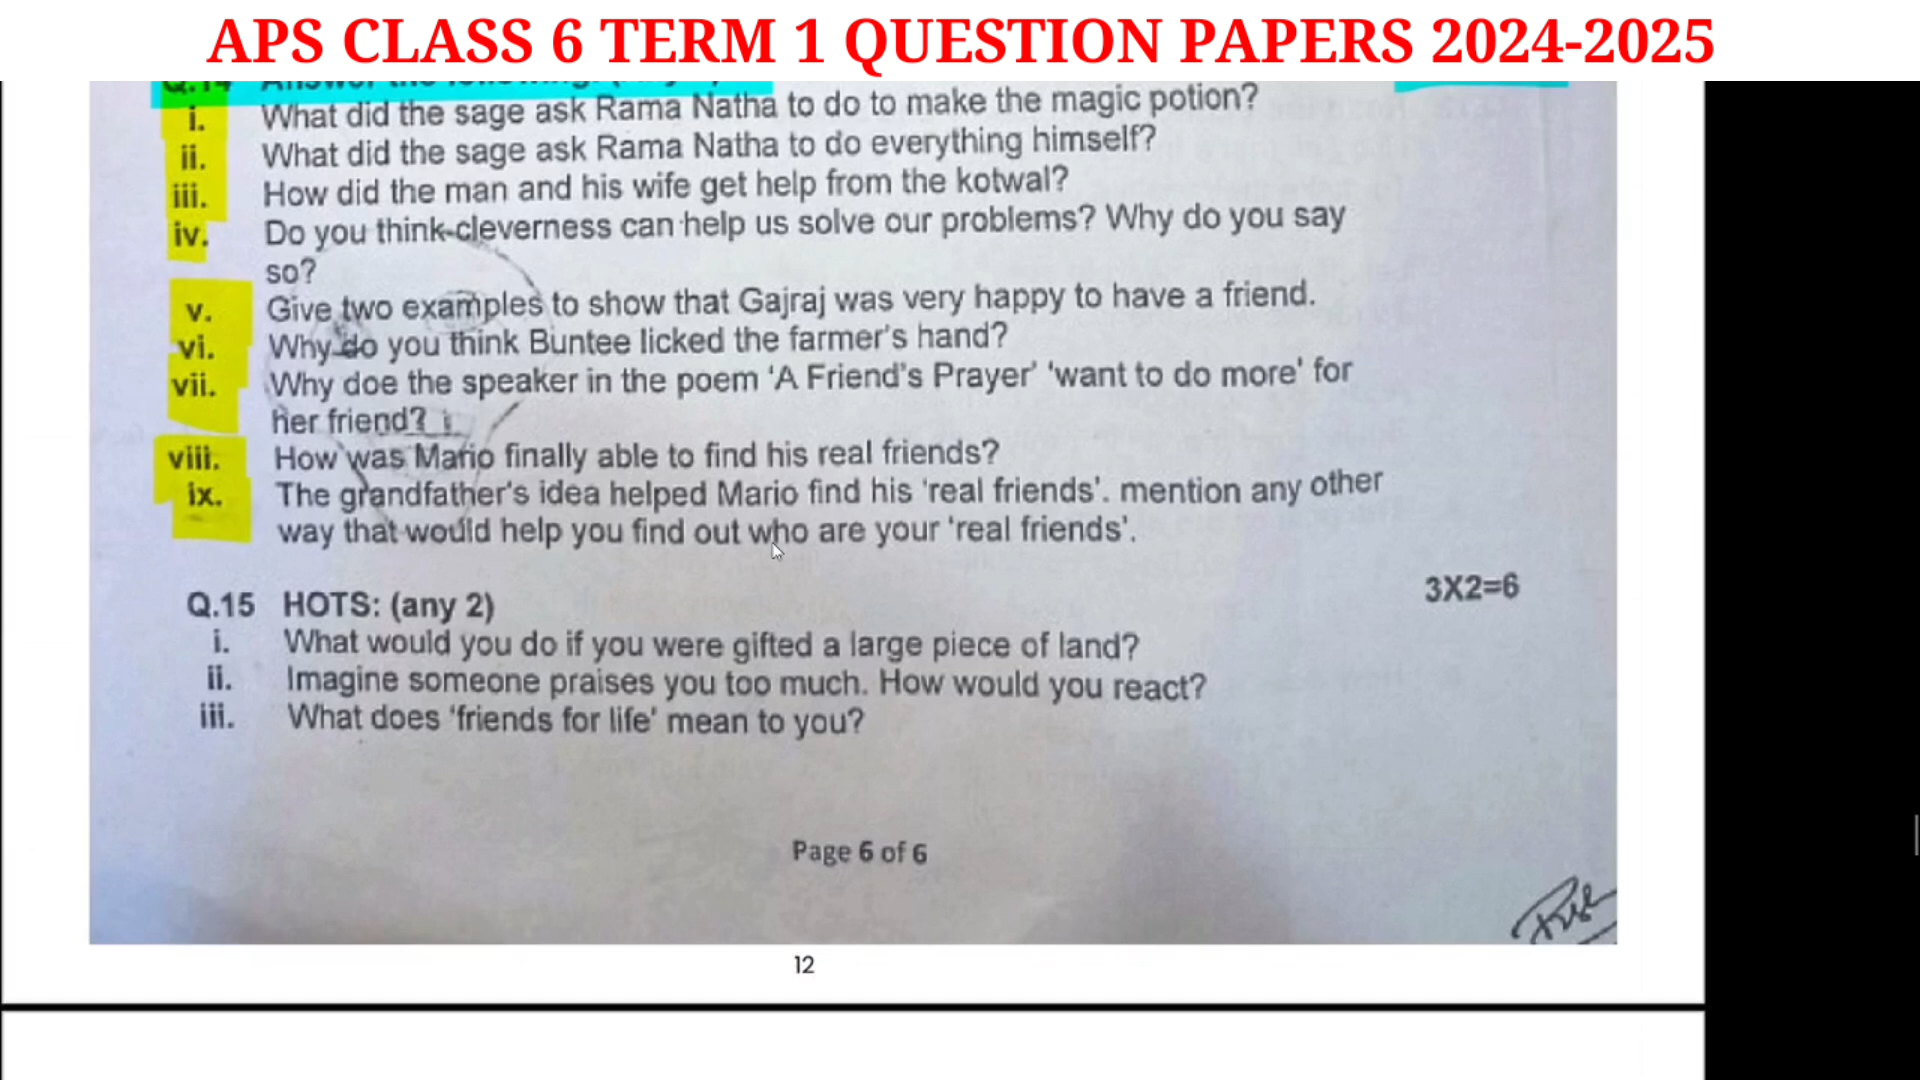 APS CLASS 6 TERM 1 QUESTION PAPERS 2024-2025
Q.14 Answer the following:
i. What did the sage ask Rama Natha to do to make the magic potion?
ii. What did the sage ask Rama Natha to do everything himself?
iii. How did the man and his wife get help from the kotwal?
iv. Do you think cleverness can help us solve our problems? Why do you say
so?
v. Give two examples to show that Gajraj was very happy to have a friend.
vi. Why do you think Buntee licked the farmer's hand?
vii. Why doe the speaker in the poem 'A Friend's Prayer' 'want to do more' for
her friend?
viii. How was Mario finally able to find his real friends?
ix. The grandfather's idea helped Mario find his 'real friends'. mention any other
way that would help you find out who are your 'real friends'.
3X2=6
Q.15 HOTS: (any 2)
i. What would you do if you were gifted a large piece of land?
ii. Imagine someone praises you too much. How would you react?
iii. What does 'friends for life' mean to you?
Page 6 of 6
12